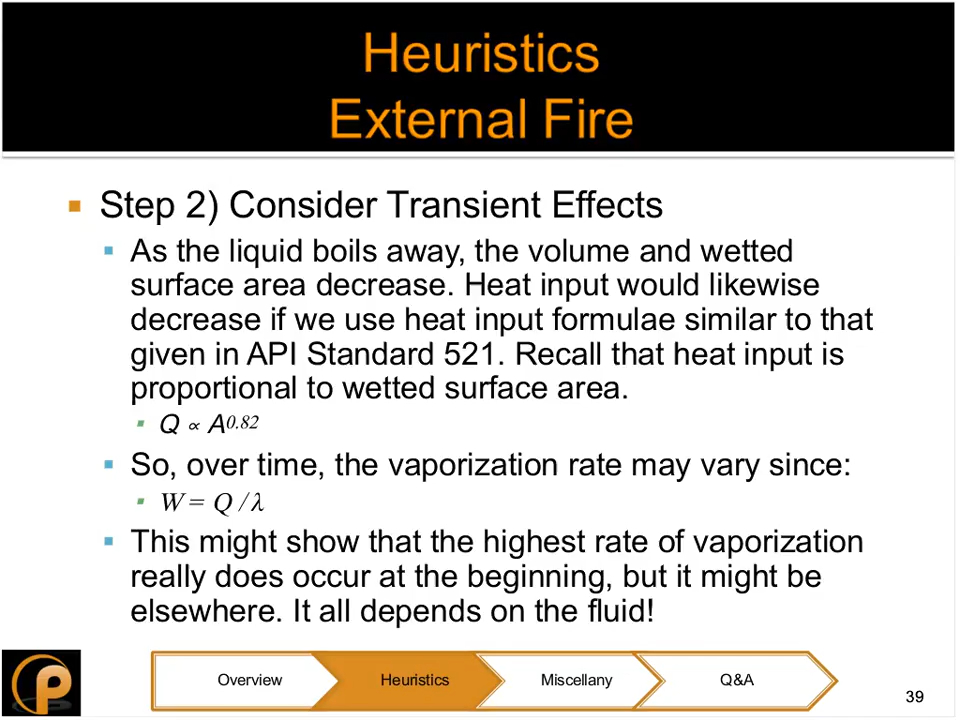 Heuristics
External Fire
Step 2) Consider Transient Effects
As the liquid boils away, the volume and wetted
surface area decrease. Heat input would likewise
decrease if we use heat input formulae similar to that
given in API Standard 521. Recall that heat input is
proportional to wetted surface area.
Q ∝ A^0.82
So, over time, the vaporization rate may vary since:
W = Q / λ
This might show that the highest rate of vaporization
really does occur at the beginning, but it might be
elsewhere. It all depends on the fluid!
P
Overview Heuristics Miscellany Q&A
39